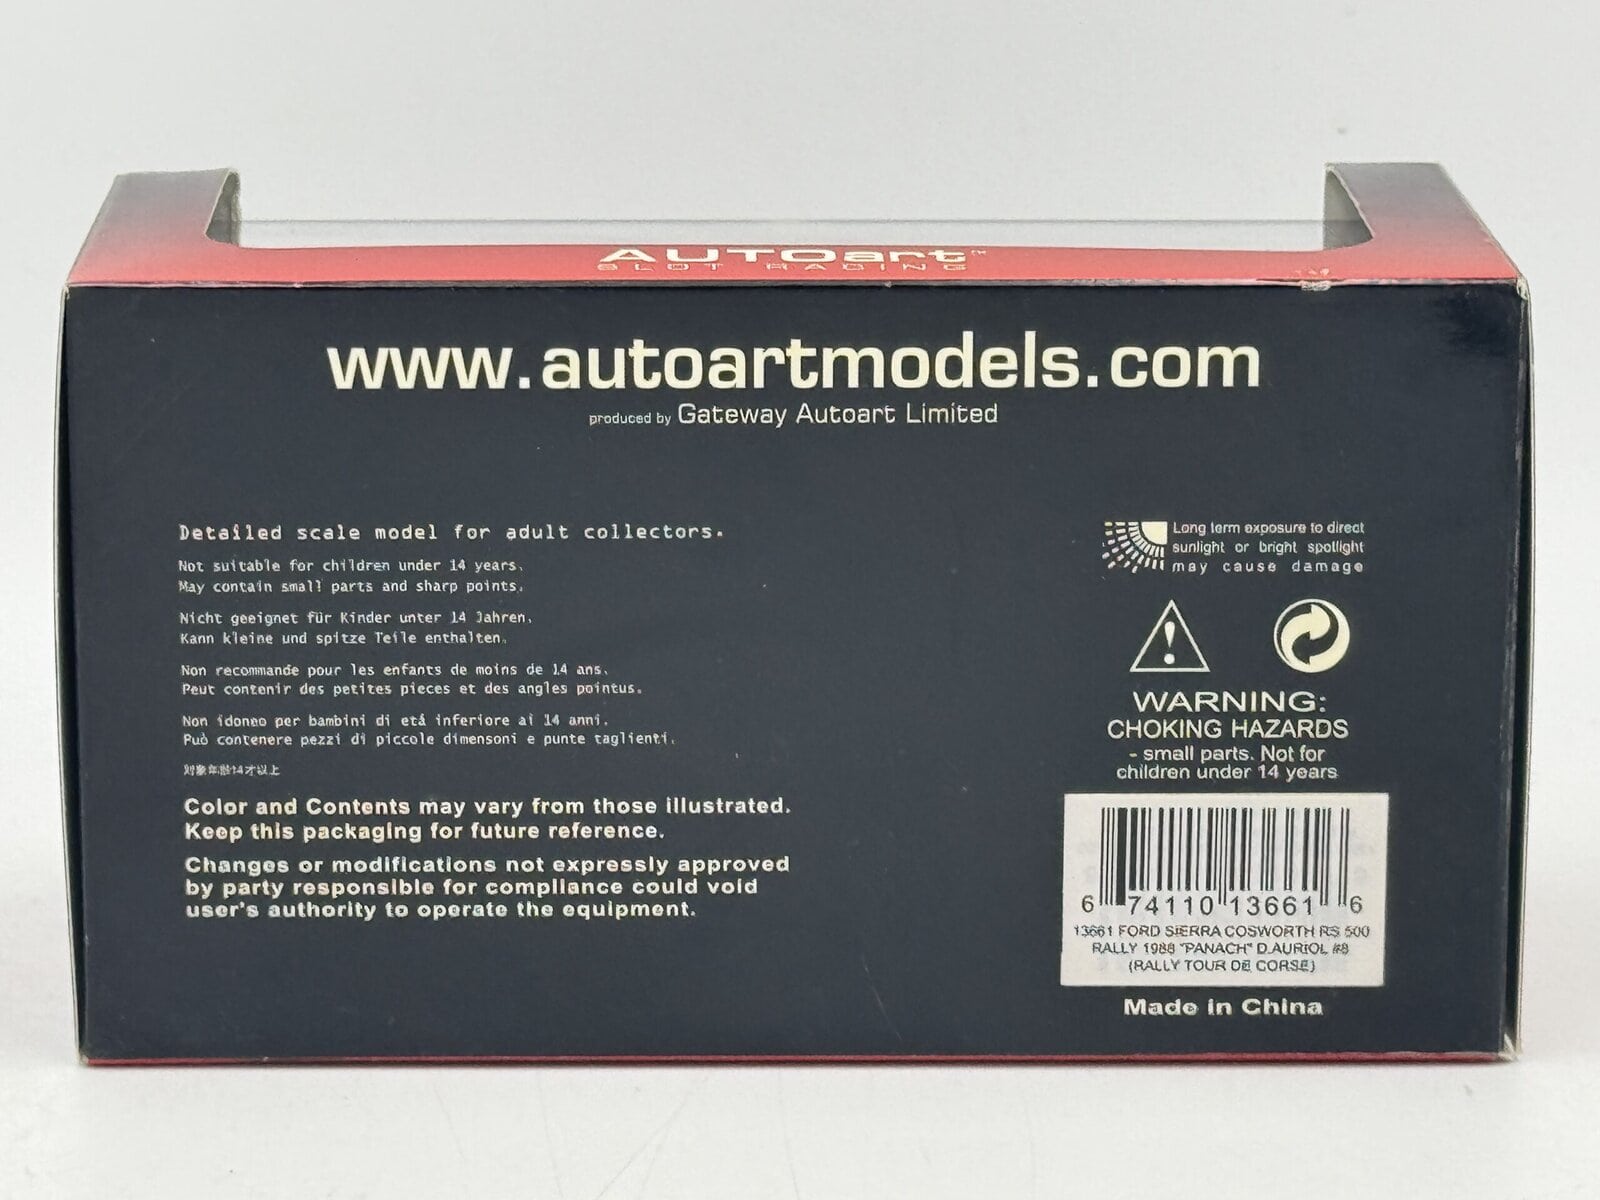 AUTOart™
SLOT RACING
www.autoartmodels.com
produced by Gateway Autoart Limited
Detailed scale model for adult collectors.
Not suitable for children under 14 years.
May contain small parts and sharp points.
Nicht geeignet für Kinder unter 14 Jahren.
Kann kleine und spitze Teile enthalten.
Non recommande pour les enfants de moins de 14 ans.
Peut contenir des petites pieces et des angles pointus.
Non idoneo per bambini di etá inferiore ai 14 anni.
Può contenere pezzi di piccole dimensoni e punte taglienti.
対象年齢14才以上
Color and Contents may vary from those illustrated.
Keep this packaging for future reference.
Changes or modifications not expressly approved
by party responsible for compliance could void
user's authority to operate the equipment.
Long term exposure to direct
sunlight or bright spotlight
may cause damage
WARNING:
CHOKING HAZARDS
- small parts. Not for
children under 14 years
6 74110 13661 6
13661 FORD SIERRA COSWORTH RS 500
RALLY 1988 "PANACH" D.AURIOL #8
(RALLY TOUR DE CORSE)
Made in China